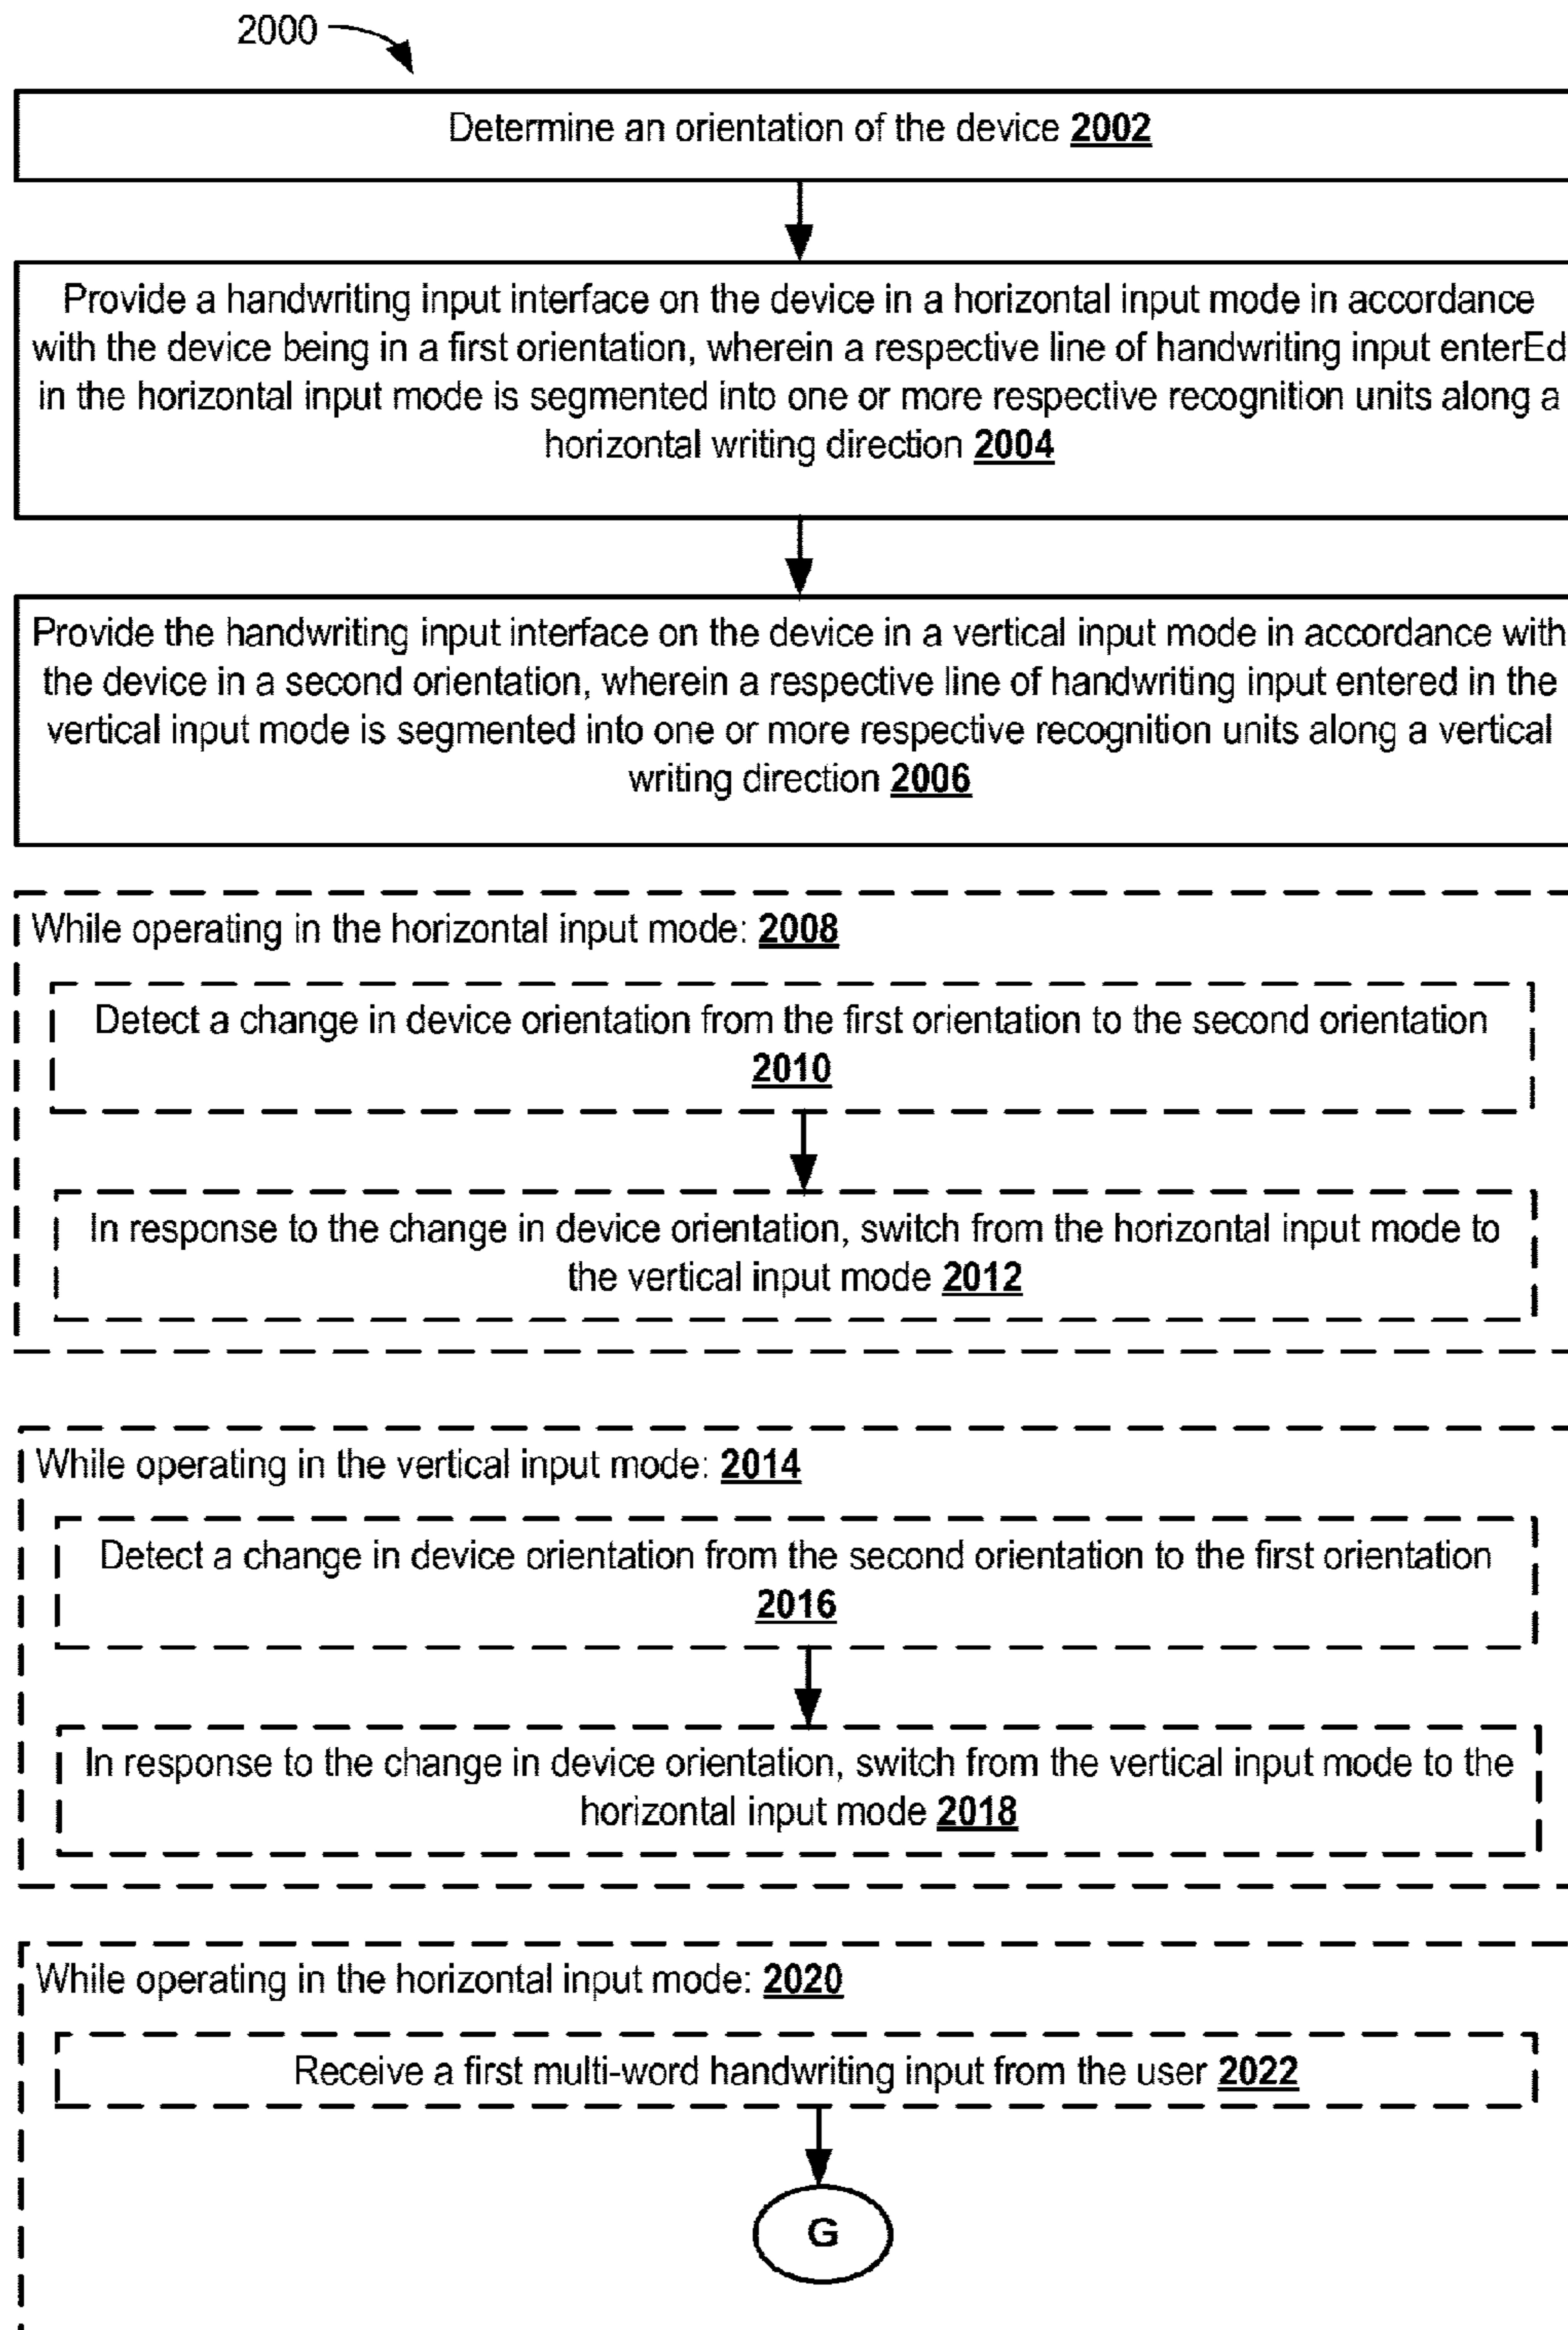 2000
Determine an orientation of the device 2002
Provide a handwriting input interface on the device in a horizontal input mode in accordance
with the device being in a first orientation, wherein a respective line of handwriting input enterEd
in the horizontal input mode is segmented into one or more respective recognition units along a
horizontal writing direction 2004
Provide the handwriting input interface on the device in a vertical input mode in accordance with
the device in a second orientation, wherein a respective line of handwriting input entered in the
vertical input mode is segmented into one or more respective recognition units along a vertical
writing direction 2006
While operating in the horizontal input mode: 2008
Detect a change in device orientation from the first orientation to the second orientation
2010
In response to the change in device orientation, switch from the horizontal input mode to
the vertical input mode 2012
While operating in the vertical input mode: 2014
Detect a change in device orientation from the second orientation to the first orientation
2016
In response to the change in device orientation, switch from the vertical input mode to the
horizontal input mode 2018
While operating in the horizontal input mode: 2020
Receive a first multi-word handwriting input from the user 2022
G